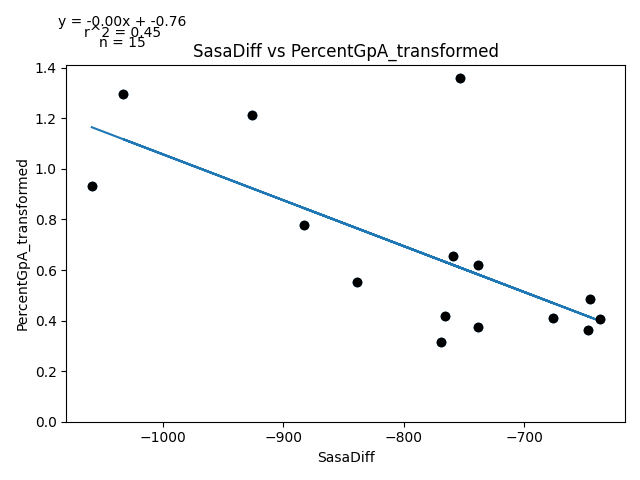 y = -0.00x + -0.76
r^2 = 0.45
n = 15
SasaDiff vs PercentGpA_transformed
1.4
1.2
1.0
0.8
0.6
0.4
0.2
0.0
PercentGpA_transformed
−1000
−900
−800
−700
SasaDiff